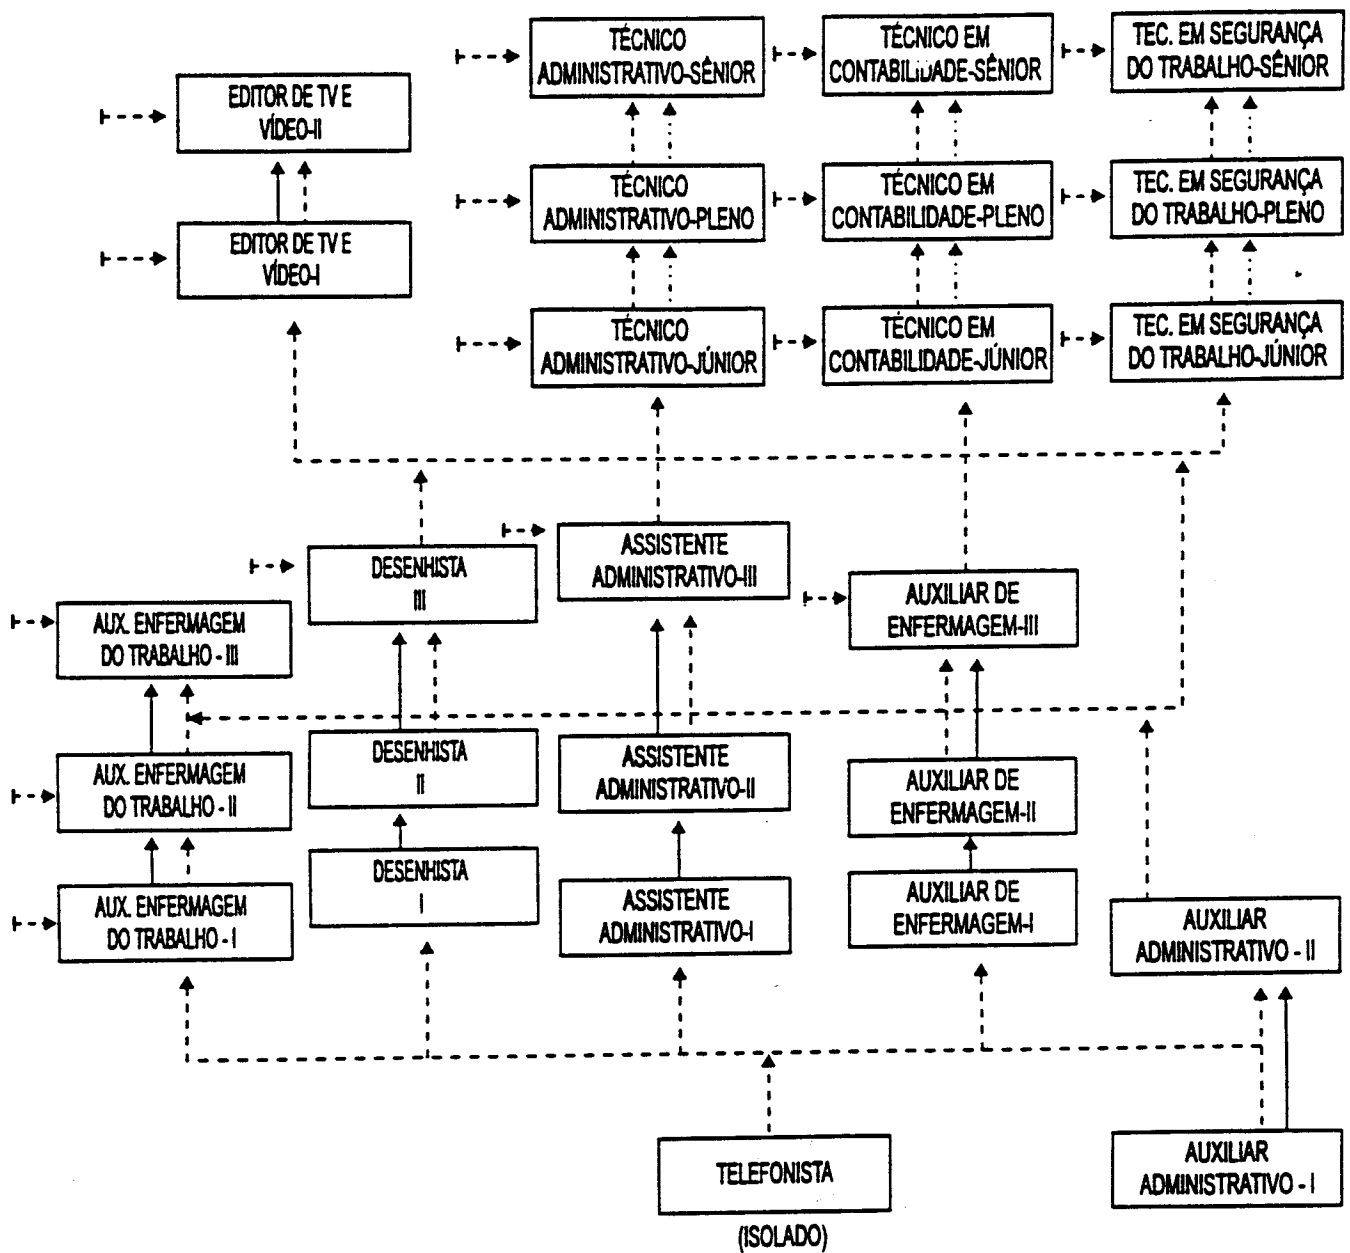 TÉCNICO
ADMINISTRATIVO-SÊNIOR
TÉCNICO EM
CONTABILIDADE-SÊNIOR
TEC. EM SEGURANÇA
DO TRABALHO-SÊNIOR
EDITOR DE TV E
VÍDEO-II
TÉCNICO
ADMINISTRATIVO-PLENO
TÉCNICO EM
CONTABILIDADE-PLENO
TEC. EM SEGURANÇA
DO TRABALHO-PLENO
EDITOR DE TV E
VÍDEO-I
TÉCNICO
ADMINISTRATIVO-JÚNIOR
TÉCNICO EM
CONTABILIDADE-JÚNIOR
TEC. EM SEGURANÇA
DO TRABALHO-JÚNIOR
ASSISTENTE
ADMINISTRATIVO-III
DESENHISTA
III
AUXILIAR DE
ENFERMAGEM-III
AUX. ENFERMAGEM
DO TRABALHO - III
DESENHISTA
II
ASSISTENTE
ADMINISTRATIVO-II
AUX. ENFERMAGEM
DO TRABALHO - II
AUXILIAR DE
ENFERMAGEM-II
DESENHISTA
I
ASSISTENTE
ADMINISTRATIVO-I
AUXILIAR DE
ENFERMAGEM-I
AUX. ENFERMAGEM
DO TRABALHO - I
AUXILIAR
ADMINISTRATIVO - II
TELEFONISTA
(ISOLADO)
AUXILIAR
ADMINISTRATIVO - I